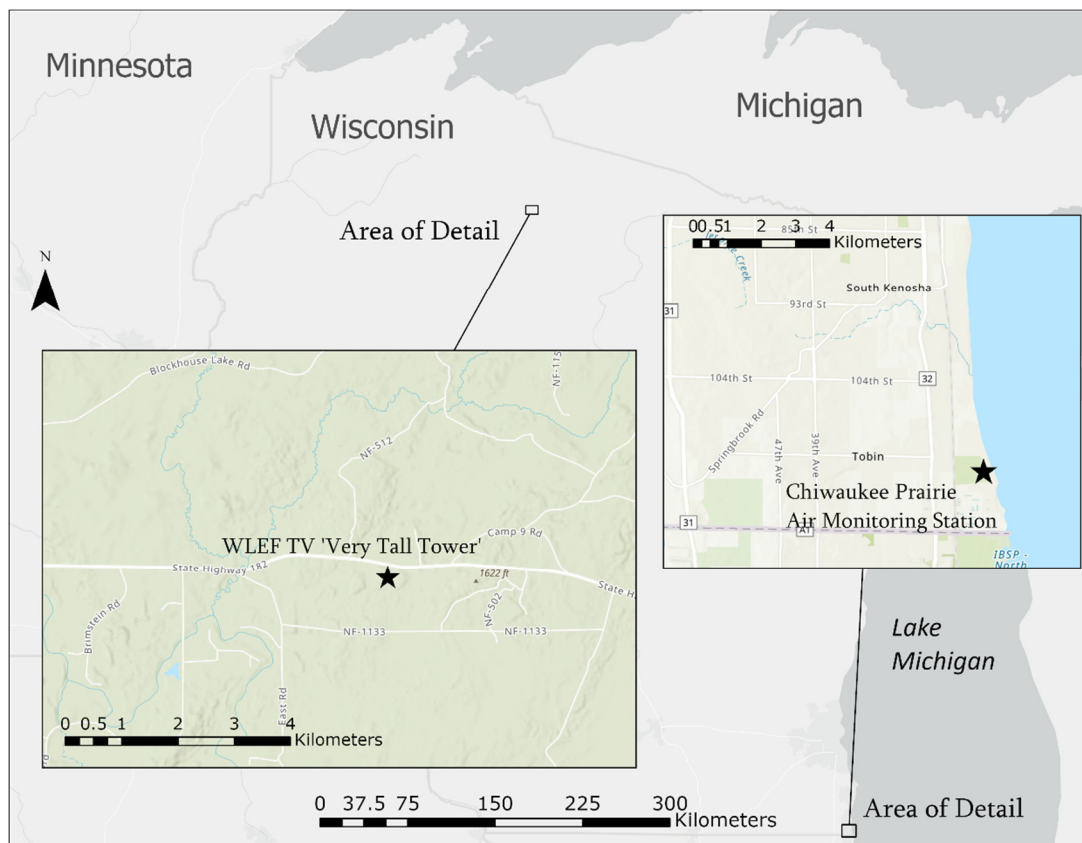 Minnesota
Wisconsin
Michigan
Area of Detail
N
00.51 2 3 4
Kilometers
85th St
South Kenosha
93rd St
31
104th St
104th St
32
Springbrook Rd
47th Ave
39th Ave
Tobin
Chiwaukee Prairie
Air Monitoring Station
31
A1
IBSP -
North
Blockhouse Lake Rd
NF-115
NF-512
WLEF TV 'Very Tall Tower'
Camp 9 Rd
State Highway 182
1622 ft
State H
Brimstein Rd
NF-502
NF-1133
NF-1133
East Rd
0 0.5 1 2 3 4
Kilometers
Lake
Michigan
0 37.5 75 150 225 300
Kilometers
Area of Detail